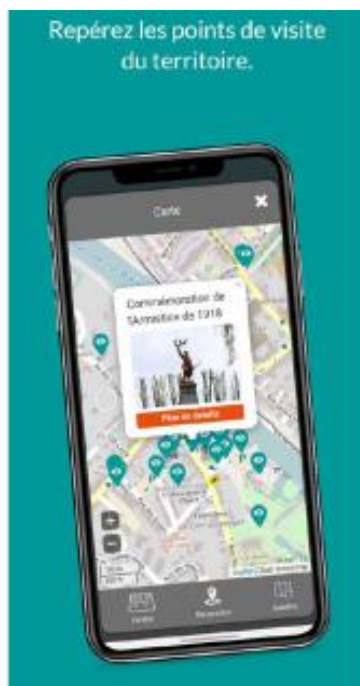 Repérez les points de visite
du territoire.
Carte
Commémoration de
l'Armistice de 1918
Plus de détails